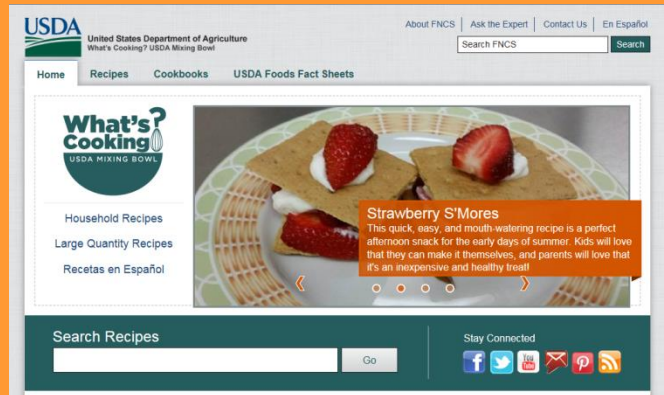 USDA
United States Department of Agriculture
What's Cooking? USDA Mixing Bowl
About FNCS | Ask the Expert | Contact Us | En Español
Search FNCS
Search
Home Recipes Cookbooks USDA Foods Fact Sheets
What's?
Cooking
USDA MIXING BOWL
Household Recipes
Large Quantity Recipes
Recetas en Español
Strawberry S'Mores
This quick, easy, and mouth-watering recipe is a perfect
afternoon snack for the early days of summer. Kids will love
that they can make it themselves, and parents will love that
it's an inexpensive and healthy treat!
Search Recipes
Go
Stay Connected
You
Tube